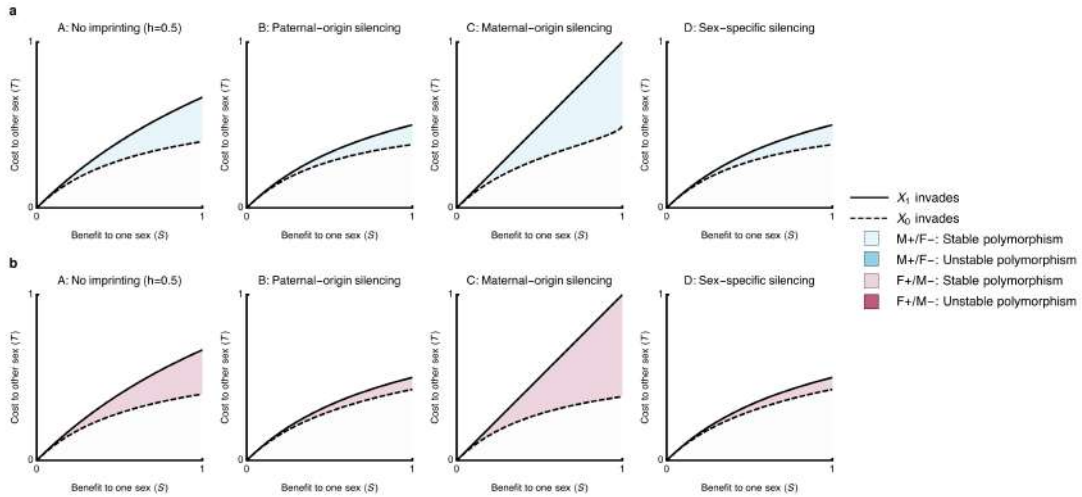 a
A: No imprinting (h=0.5)
B: Paternal−origin silencing
C: Maternal−origin silencing
D: Sex−specific silencing
1
1
1
1
Cost to other sex (T)
Cost to other sex (T)
Cost to other sex (T)
Cost to other sex (T)
0
0
0
0
0
1
0
1
0
1
0
1
Benefit to one sex (S)
Benefit to one sex (S)
Benefit to one sex (S)
Benefit to one sex (S)
X1 invades
X0 invades
M+/F−: Stable polymorphism
M+/F−: Unstable polymorphism
F+/M−: Stable polymorphism
F+/M−: Unstable polymorphism
b
A: No imprinting (h=0.5)
B: Paternal−origin silencing
C: Maternal−origin silencing
D: Sex−specific silencing
1
1
1
1
Cost to other sex (T)
Cost to other sex (T)
Cost to other sex (T)
Cost to other sex (T)
0
0
0
0
0
1
0
1
0
1
0
1
Benefit to one sex (S)
Benefit to one sex (S)
Benefit to one sex (S)
Benefit to one sex (S)